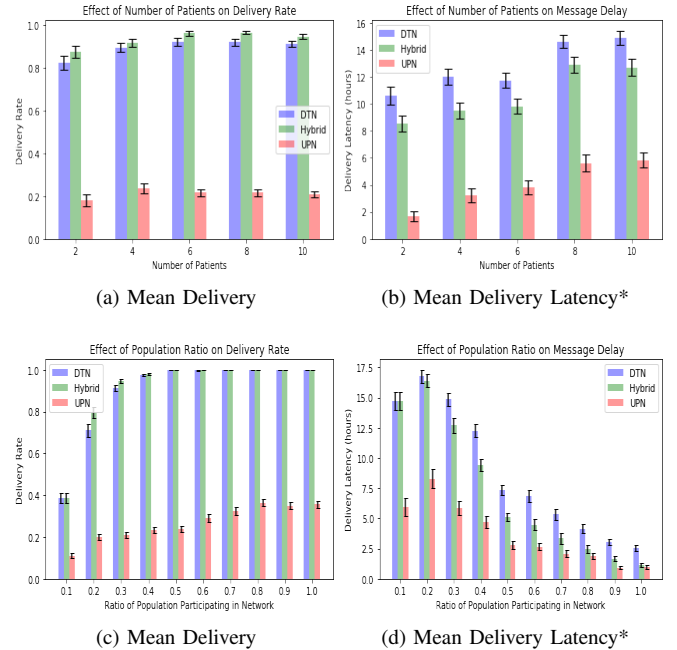 Effect of Number of Patients on Delivery Rate
1.0
0.8
0.6
0.4
0.2
0.0
Delivery Rate
DTN
Hybrid
UPN
2 4 6 8 10
Number of Patients
(a) Mean Delivery
Effect of Number of Patients on Message Delay
16
14
12
10
8
6
4
2
0
Delivery Latency (hours)
DTN
Hybrid
UPN
2 4 6 8 10
Number of Patients
(b) Mean Delivery Latency*
Effect of Population Ratio on Delivery Rate
1.0
0.8
0.6
0.4
0.2
0.0
Delivery Rate
DTN
Hybrid
UPN
0.1 0.2 0.3 0.4 0.5 0.6 0.7 0.8 0.9 1.0
Ratio of Population Participating in Network
(c) Mean Delivery
Effect of Population Ratio on Message Delay
17.5
15.0
12.5
10.0
7.5
5.0
2.5
0.0
Delivery Latency (hours)
DTN
Hybrid
UPN
0.1 0.2 0.3 0.4 0.5 0.6 0.7 0.8 0.9 1.0
Ratio of Population Participating in Network
(d) Mean Delivery Latency*